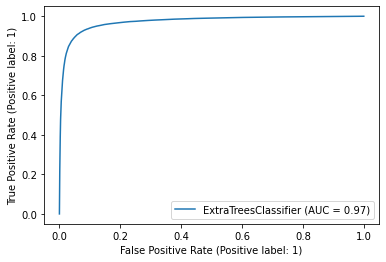 True Positive Rate (Positive label: 1)
1.0
0.8
0.6
0.4
0.2
0.0
ExtraTreesClassifier (AUC = 0.97)
0.0 0.2 0.4 0.6 0.8 1.0
False Positive Rate (Positive label: 1)